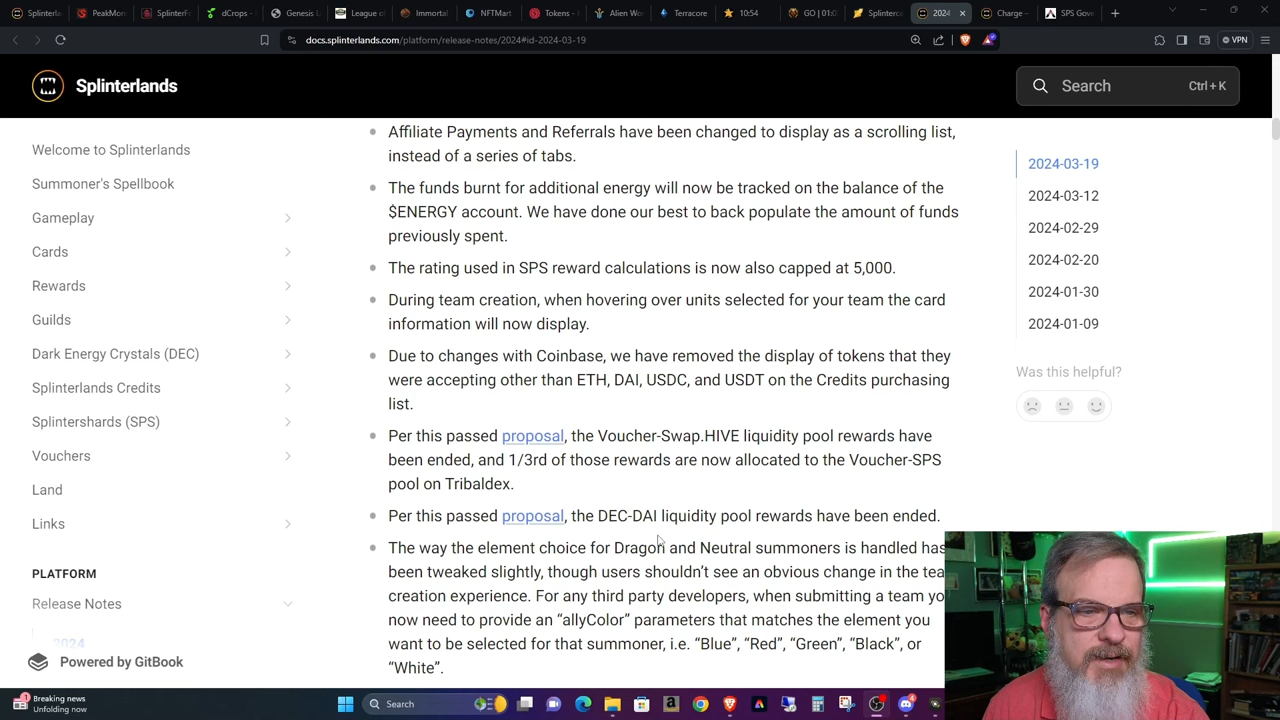 Splinterla
SpeakMon
SplinterFo
dCrops -
Genesis L
League of
Immortal
NFTMart
Tokens -
Alien Wor
Terracore
10:54
GO | 01:0
Splinterce
2024
Charge –
SPS Gove
docs.splinterlands.com/platform/release-notes/2024#id-2024-03-19
VPN
Splinterlands
Search
Ctrl + K
Welcome to Splinterlands
Summoner's Spellbook
Gameplay
Cards
Rewards
Guilds
Dark Energy Crystals (DEC)
Splinterlands Credits
Splintershards (SPS)
Vouchers
Land
Links
PLATFORM
Release Notes
2024
Powered by GitBook
Affiliate Payments and Referrals have been changed to display as a scrolling list,
instead of a series of tabs.
The funds burnt for additional energy will now be tracked on the balance of the
$ENERGY account. We have done our best to back populate the amount of funds
previously spent.
The rating used in SPS reward calculations is now also capped at 5,000.
During team creation, when hovering over units selected for your team the card
information will now display.
Due to changes with Coinbase, we have removed the display of tokens that they
were accepting other than ETH, DAI, USDC, and USDT on the Credits purchasing
list.
Per this passed proposal, the Voucher-Swap.HIVE liquidity pool rewards have
been ended, and 1/3rd of those rewards are now allocated to the Voucher-SPS
pool on Tribaldex.
Per this passed proposal, the DEC-DAI liquidity pool rewards have been ended.
The way the element choice for Dragon and Neutral summoners is handled has
been tweaked slightly, though users shouldn’t see an obvious change in the tea
creation experience. For any third party developers, when submitting a team yo
now need to provide an “allyColor” parameters that matches the element you
want to be selected for that summoner, i.e. “Blue”, “Red”, “Green”, “Black”, or
“White”.
2024-03-19
2024-03-12
2024-02-29
2024-02-20
2024-01-30
2024-01-09
Was this helpful?
1
Breaking news
Unfolding now
Search